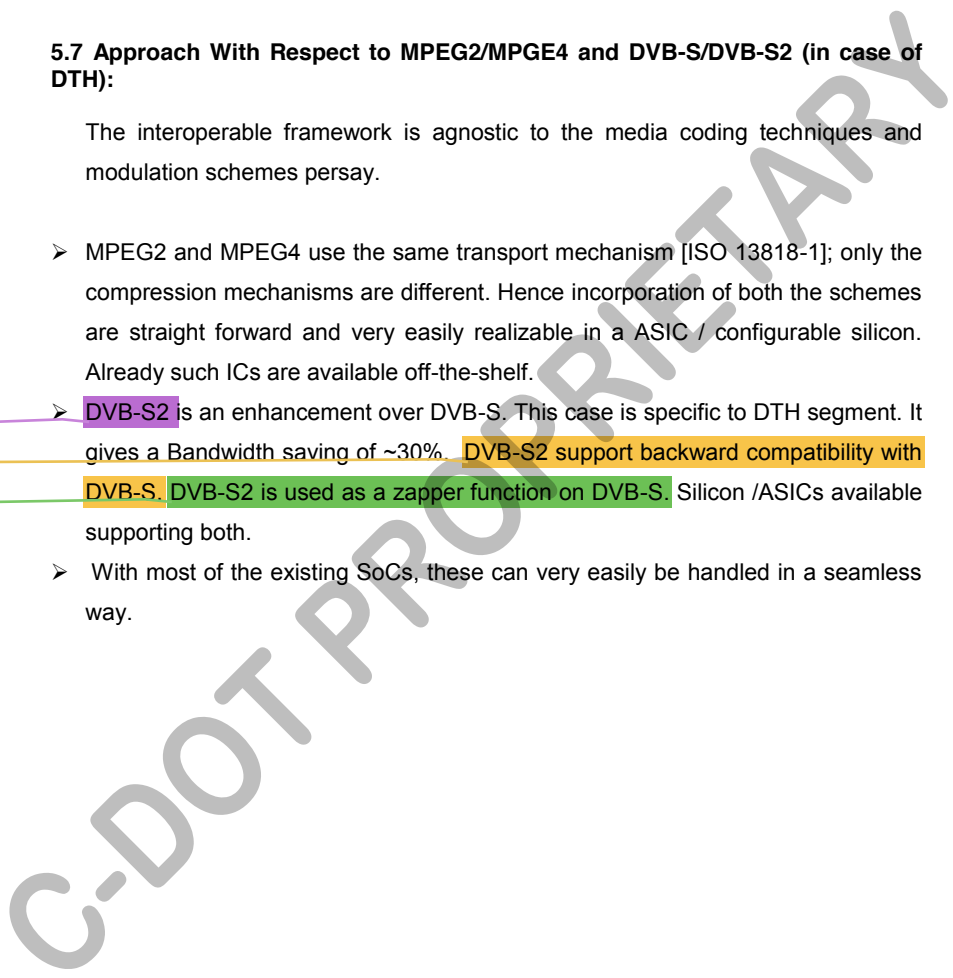 5.7 Approach With Respect to MPEG2/MPGE4 and DVB-S/DVB-S2 (in case of
DTH):
The interoperable framework is agnostic to the media coding techniques and
modulation schemes persay.
➢ MPEG2 and MPEG4 use the same transport mechanism [ISO 13818-1]; only the
compression mechanisms are different. Hence incorporation of both the schemes
are straight forward and very easily realizable in a ASIC / configurable silicon.
Already such ICs are available off-the-shelf.
➢ DVB-S2 is an enhancement over DVB-S. This case is specific to DTH segment. It
gives a Bandwidth saving of ~30%. DVB-S2 support backward compatibility with
DVB-S. DVB-S2 is used as a zapper function on DVB-S. Silicon /ASICs available
supporting both.
➢ With most of the existing SoCs, these can very easily be handled in a seamless
way.
C-DOT PROPRIETARY